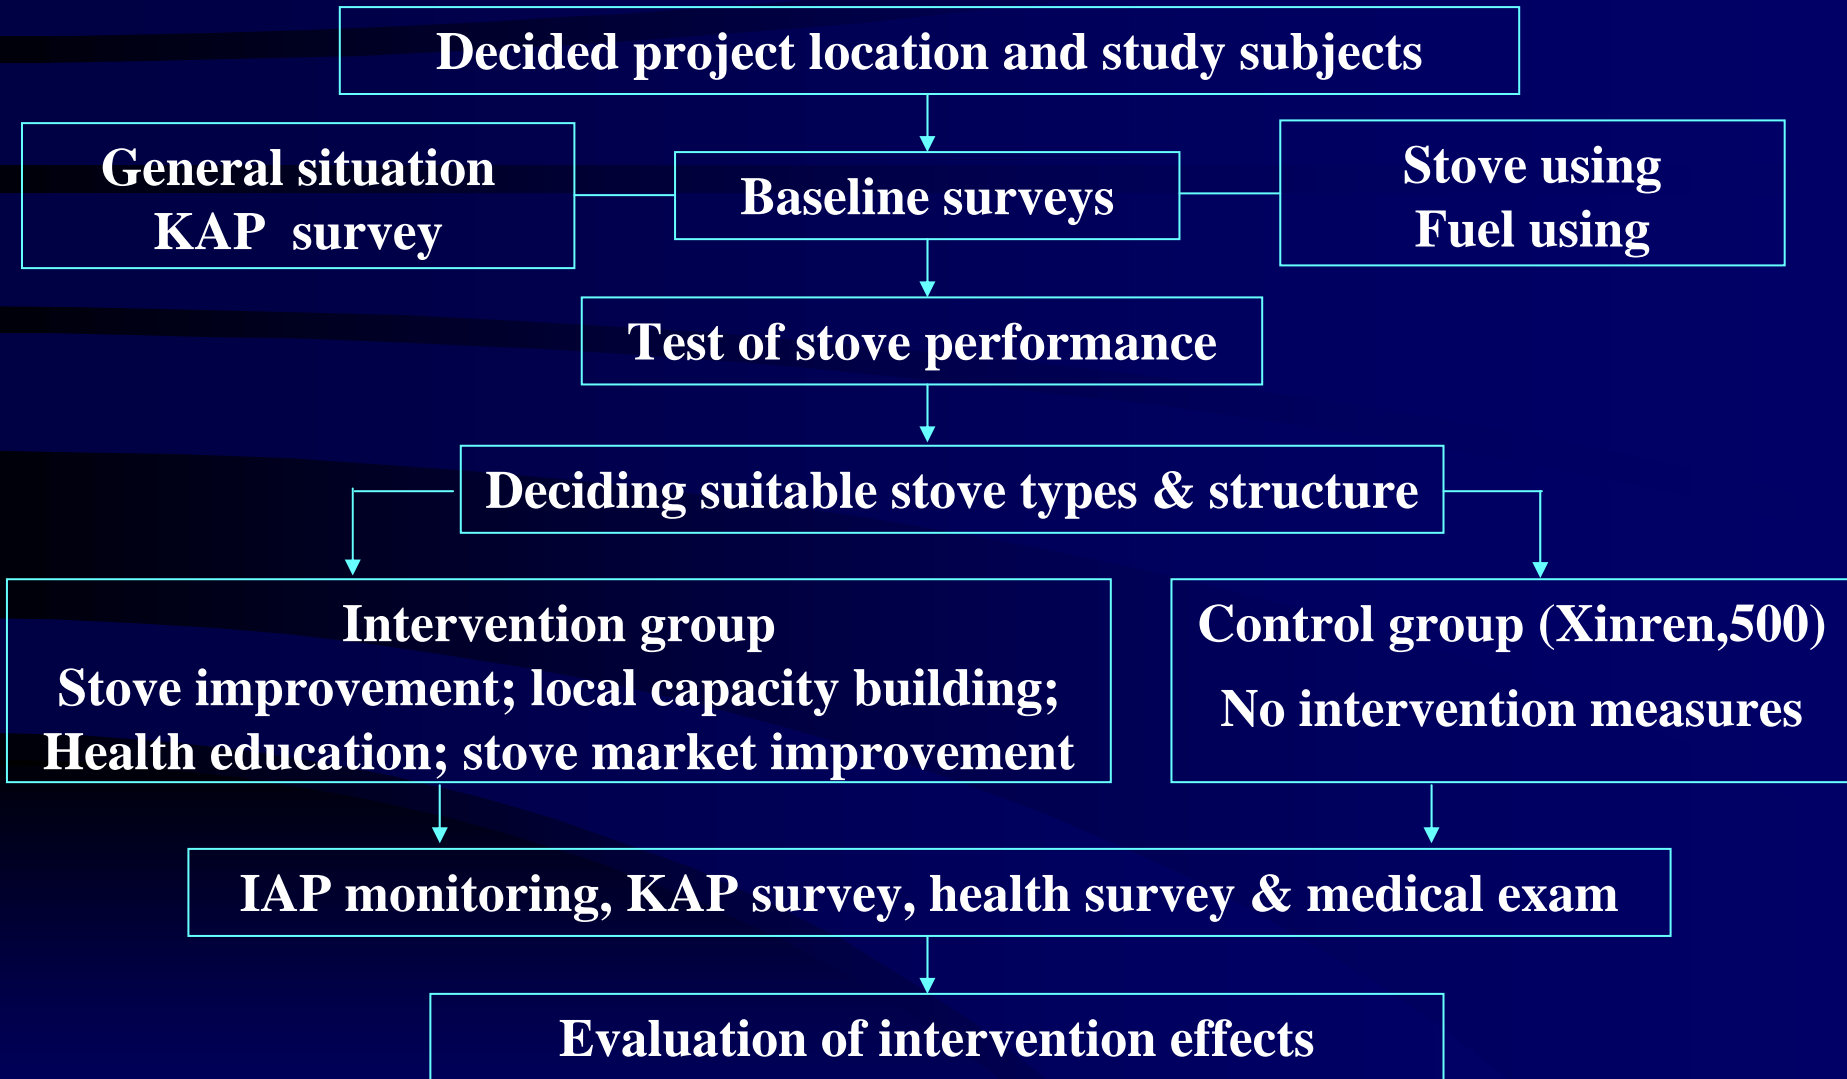 Decided project location and study subjects
General situation
KAP survey
Baseline surveys
Stove using
Fuel using
Test of stove performance
Deciding suitable stove types & structure
Intervention group
Stove improvement; local capacity building;
Health education; stove market improvement
Control group (Xinren,500)
No intervention measures
IAP monitoring, KAP survey, health survey & medical exam
Evaluation of intervention effects